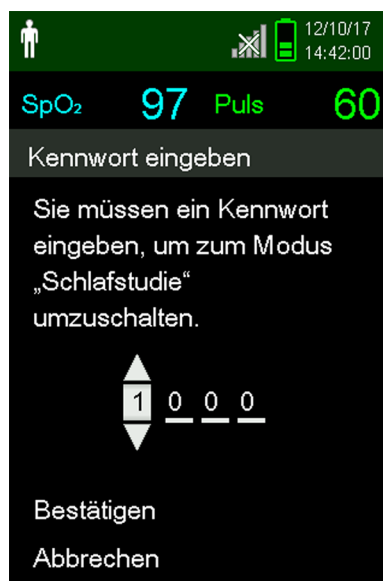 12/10/17
14:42:00
SpO₂ 97 Puls 60
Kennwort eingeben
Sie müssen ein Kennwort
eingeben, um zum Modus
„Schlafstudie“
umzuschalten.
1 0 0 0
Bestätigen
Abbrechen